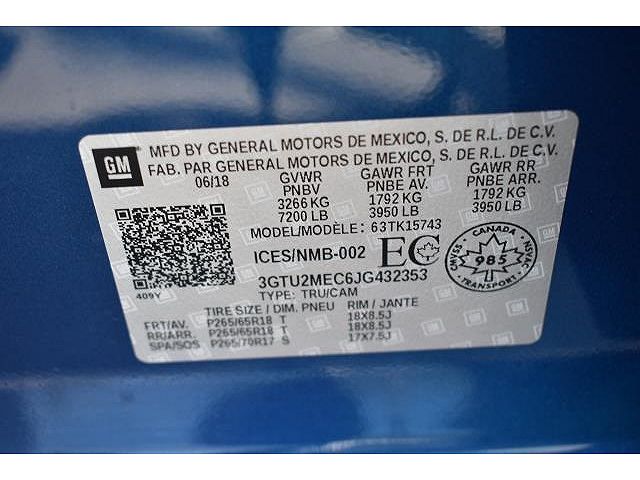 GM
MFD BY GENERAL MOTORS DE MEXICO, S. DE R.L. DE C.V.
FAB. PAR GENERAL MOTORS DE MEXICO, S. DE R.L. DE C.V.
06/18 GVWR GAWR FRT GAWR RR
PNBV PNBE AV. PNBE ARR.
3266 KG 1792 KG 1792 KG
7200 LB 3950 LB 3950 LB
MODEL/MODÈLE: 63TK15743
ICES/NMB-002 EC
CANADA
CMVSS 985 NSVAC
3GTU2MEC6JG432353
409Y TYPE: TRU/CAM
TIRE SIZE / DIM. PNEU RIM / JANTE
FRT/AV. P265/65R18 T 18X8.5J
RR/ARR. P265/65R18 T 18X8.5J
SPA/SOS P265/70R17 S 17X7.5J